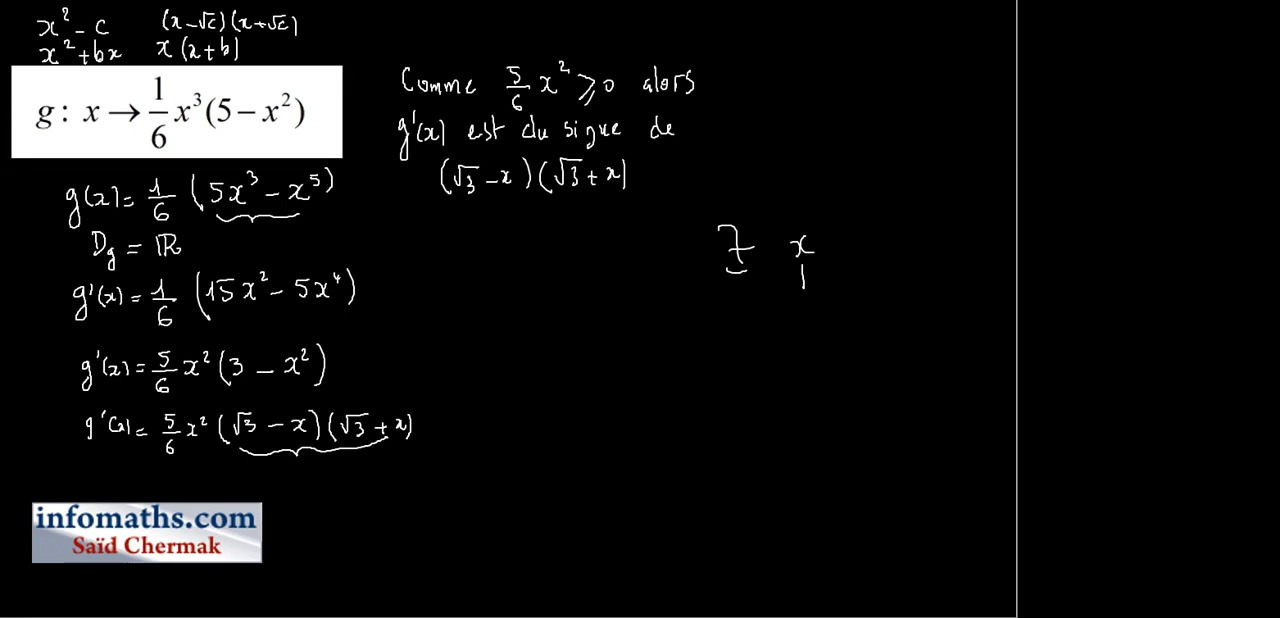 x² - c (x-√c)(x+√c)
x² + bx x(x+b)
g : x → 1/6 x³(5 − x²)
g(x) = 1/6 (5x³ - x⁵)
Dg = ℝ
g'(x) = 1/6 (15x² - 5x⁴)
g'(x) = 5/6 x² (3 - x²)
g'(x) = 5/6 x² (√3 - x)(√3 + x)
Comme 5/6 x² ⩾ 0 alors
g'(x) est du signe de
(√3 - x)(√3 + x)
x
infomaths.com
Saïd Chermak